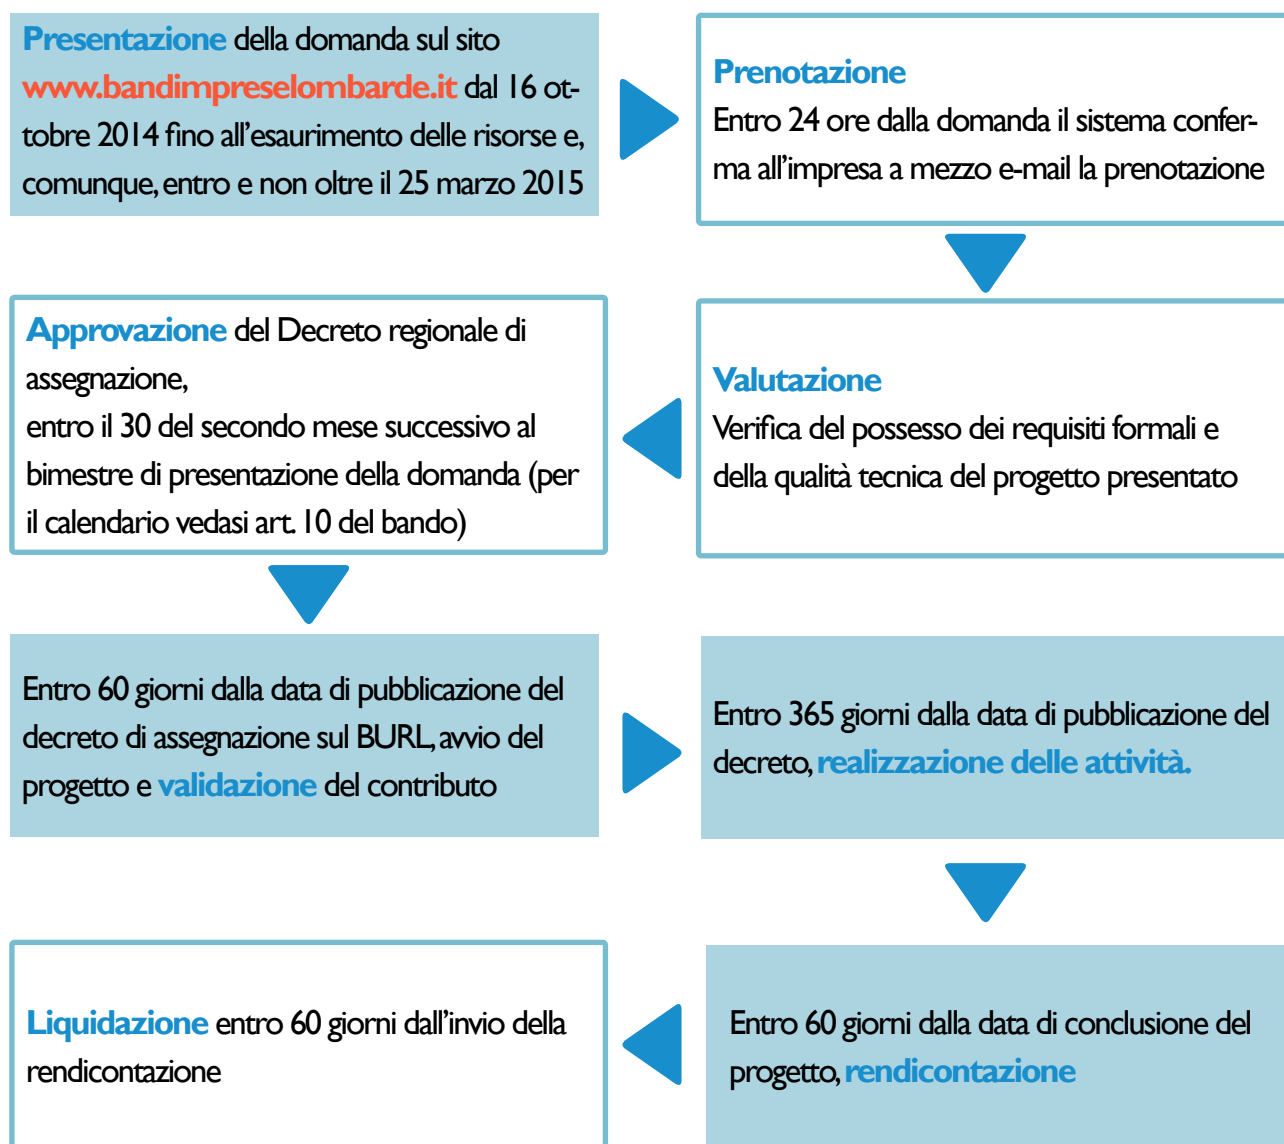 Presentazione della domanda sul sito
www.bandimpreselombarde.it dal 16 ot-
tobre 2014 fino all'esaurimento delle risorse e,
comunque, entro e non oltre il 25 marzo 2015
Prenotazione
Entro 24 ore dalla domanda il sistema confer-
ma all'impresa a mezzo e-mail la prenotazione
Valutazione
Verifica del possesso dei requisiti formali e
della qualità tecnica del progetto presentato
Approvazione del Decreto regionale di
assegnazione,
entro il 30 del secondo mese successivo al
bimestre di presentazione della domanda (per
il calendario vedasi art. 10 del bando)
Entro 60 giorni dalla data di pubblicazione del
decreto di assegnazione sul BURL, avvio del
progetto e validazione del contributo
Entro 365 giorni dalla data di pubblicazione del
decreto, realizzazione delle attività.
Entro 60 giorni dalla data di conclusione del
progetto, rendicontazione
Liquidazione entro 60 giorni dall'invio della
rendicontazione